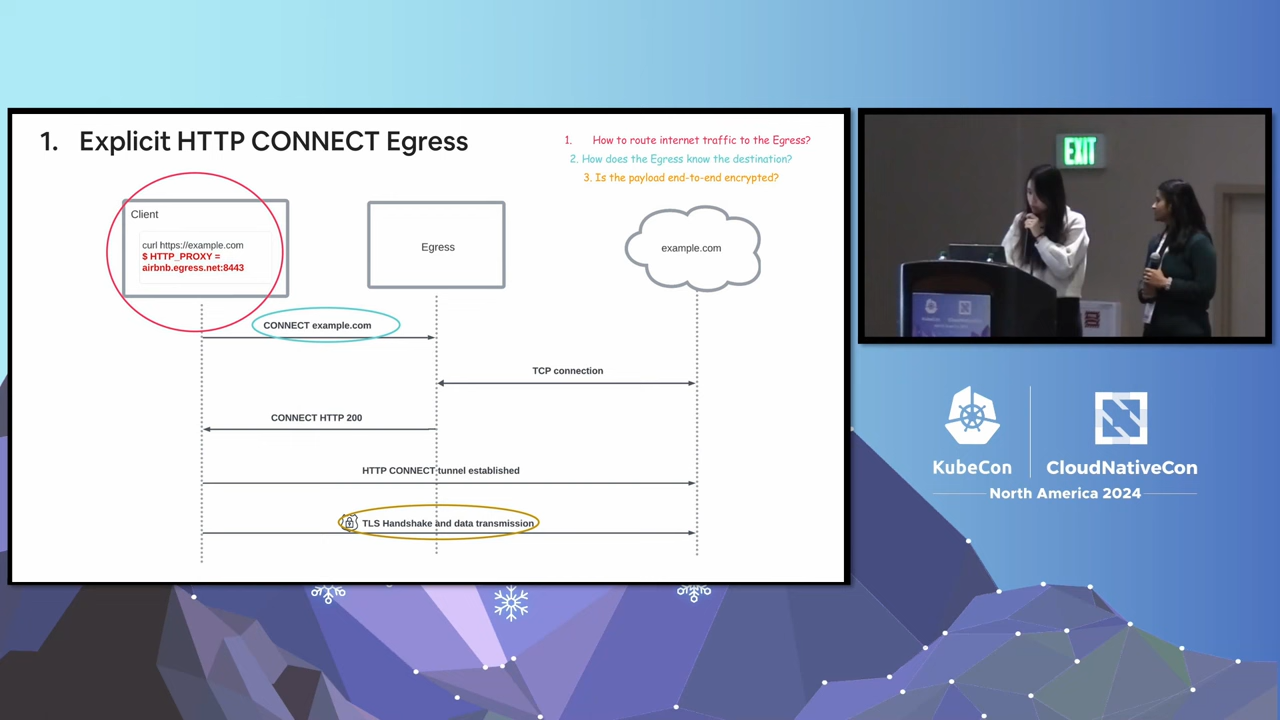 1. Explicit HTTP CONNECT Egress
1. How to route internet traffic to the Egress?
2. How does the Egress know the destination?
3. Is the payload end-to-end encrypted?
Client
curl https://example.com
$ HTTP_PROXY =
airbnb.egress.net:8443
Egress
example.com
CONNECT example.com
TCP connection
CONNECT HTTP 200
HTTP CONNECT tunnel established
TLS Handshake and data transmission
EXIT
KubeCon
CloudNativeCon
North America 2024